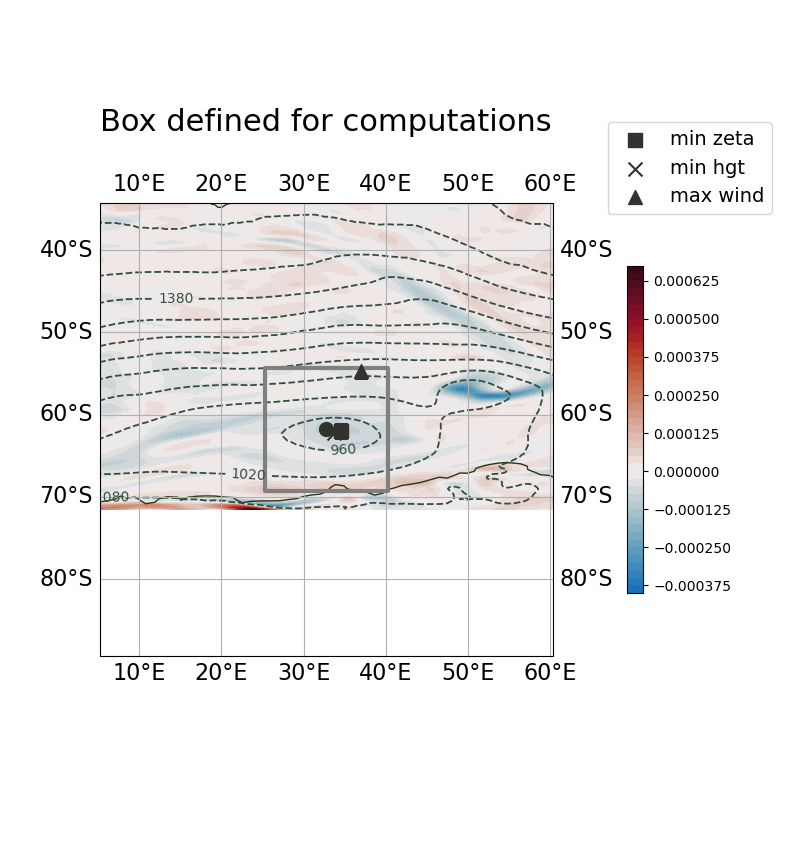 Box defined for computations
min zeta
min hgt
max wind
10°E 20°E 30°E 40°E 50°E 60°E
40°S 40°S
50°S 50°S
60°S 60°S
70°S 70°S
80°S 80°S
1380
960
1020
080
10°E 20°E 30°E 40°E 50°E 60°E
0.000625
0.000500
0.000375
0.000250
0.000125
0.000000
−0.000125
−0.000250
−0.000375